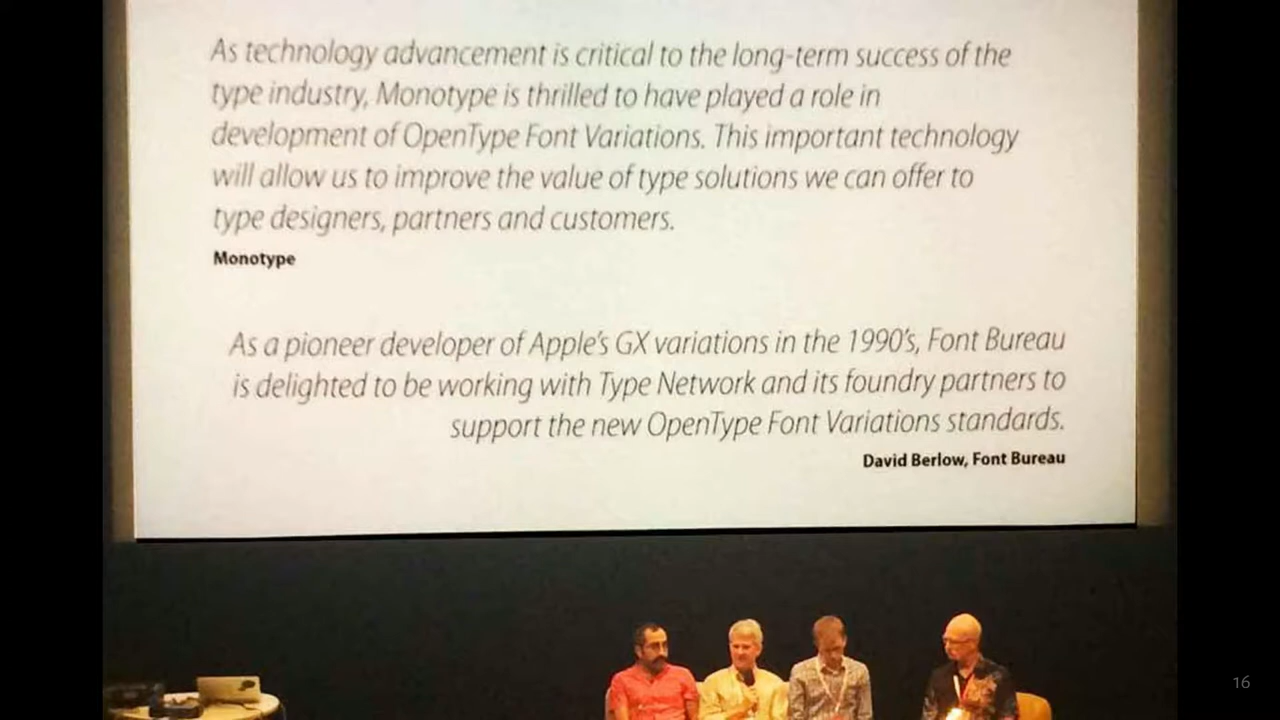 As technology advancement is critical to the long-term success of the
type industry, Monotype is thrilled to have played a role in
development of OpenType Font Variations. This important technology
will allow us to improve the value of type solutions we can offer to
type designers, partners and customers.
Monotype
As a pioneer developer of Apple's GX variations in the 1990's, Font Bureau
is delighted to be working with Type Network and its foundry partners to
support the new OpenType Font Variations standards.
David Berlow, Font Bureau
16